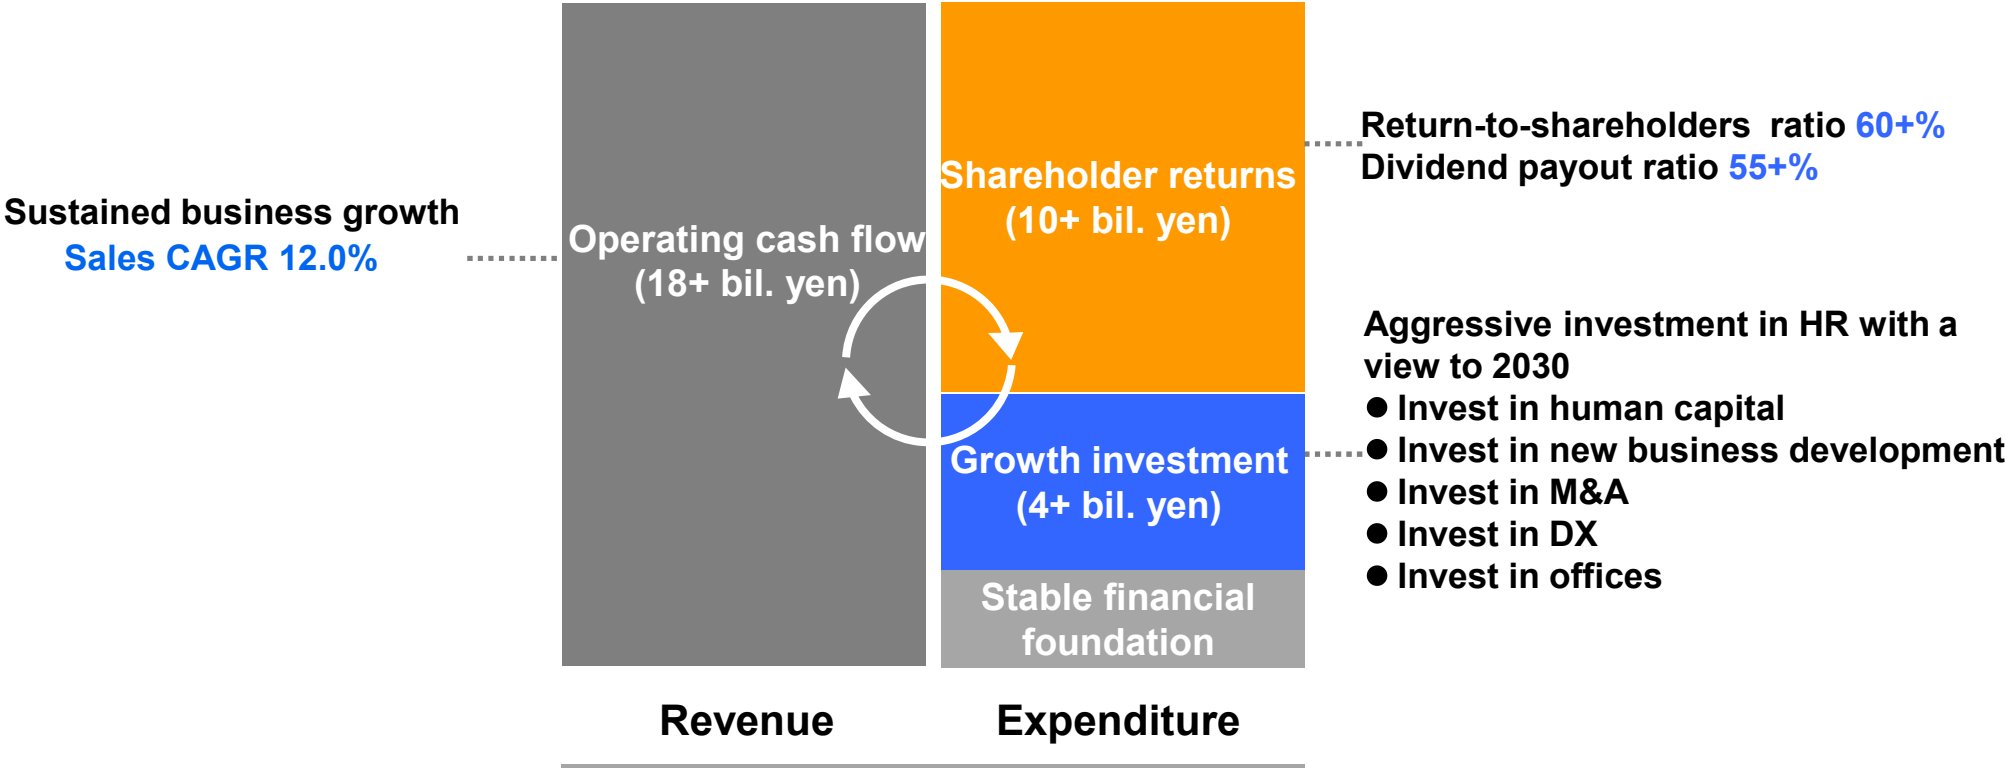 Sustained business growth
Sales CAGR 12.0%
Operating cash flow
(18+ bil. yen)
Shareholder returns
(10+ bil. yen)
Return-to-shareholders ratio 60+%
Dividend payout ratio 55+%
Growth investment
(4+ bil. yen)
Aggressive investment in HR with a
view to 2030
● Invest in human capital
● Invest in new business development
● Invest in M&A
● Invest in DX
● Invest in offices
Stable financial
foundation
Revenue
Expenditure